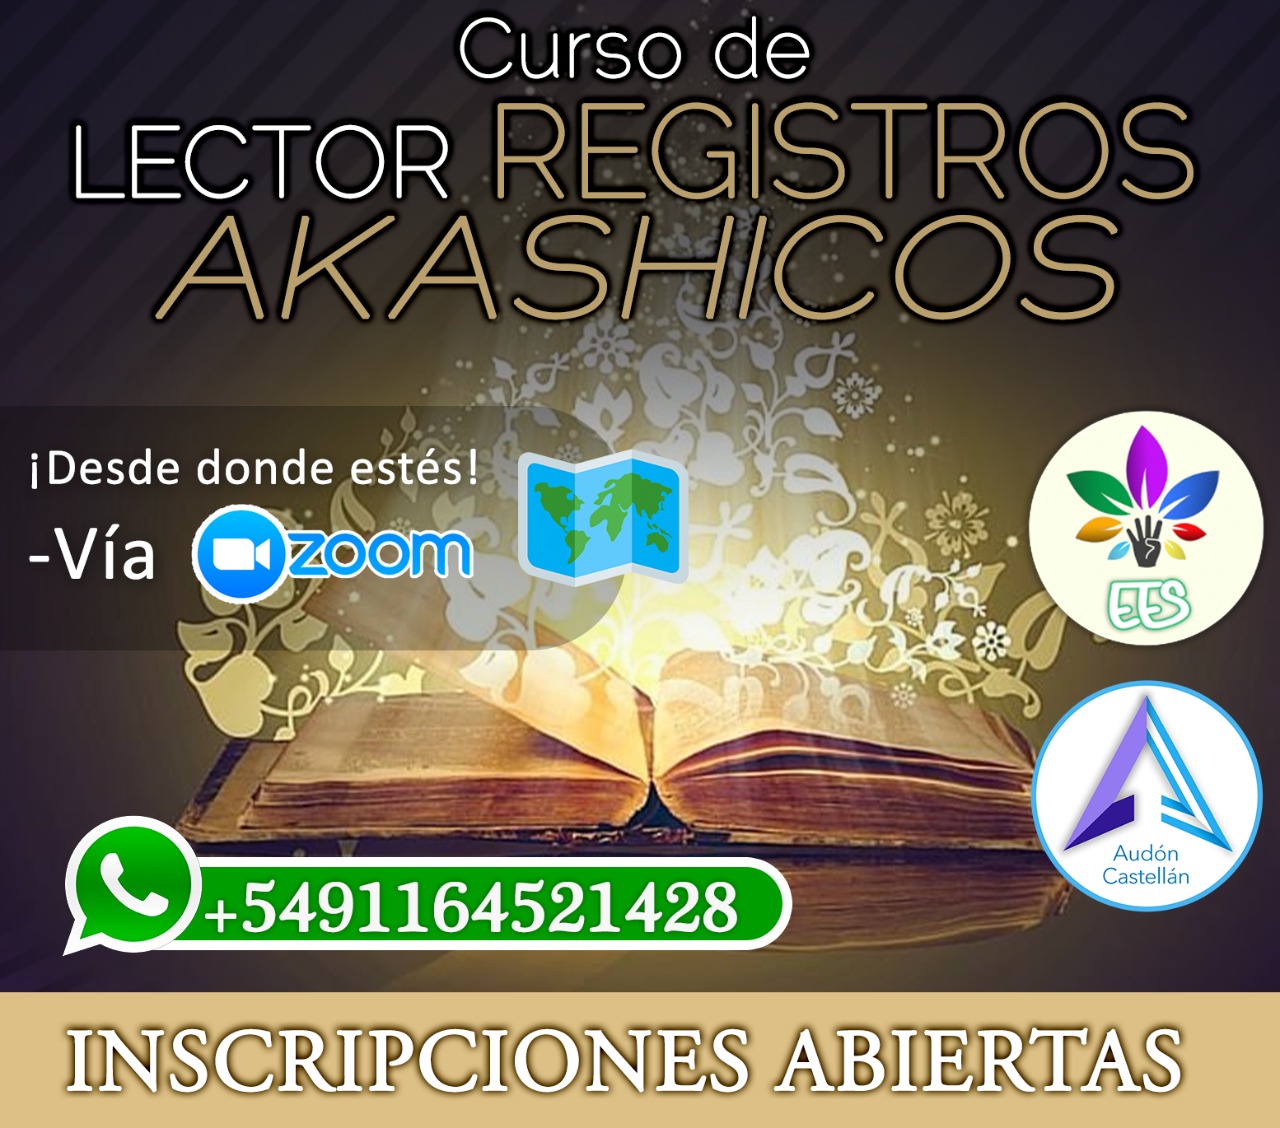 Curso de
LECTOR REGISTROS
AKASHICOS
¡Desde donde estés!
-Vía zoom
EES
Audón
Castellán
+5491164521428
INSCRIPCIONES ABIERTAS